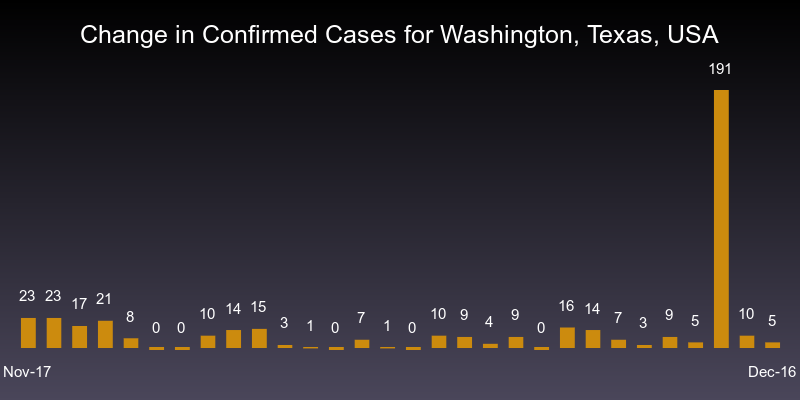 Change in Confirmed Cases for Washington, Texas, USA
191
23 23 17 21 8 0 0 10 14 15 3 1 0 7 1 0 10 9 4 9 0 16 14 7 3 9 5 10 5
Nov-17 Dec-16